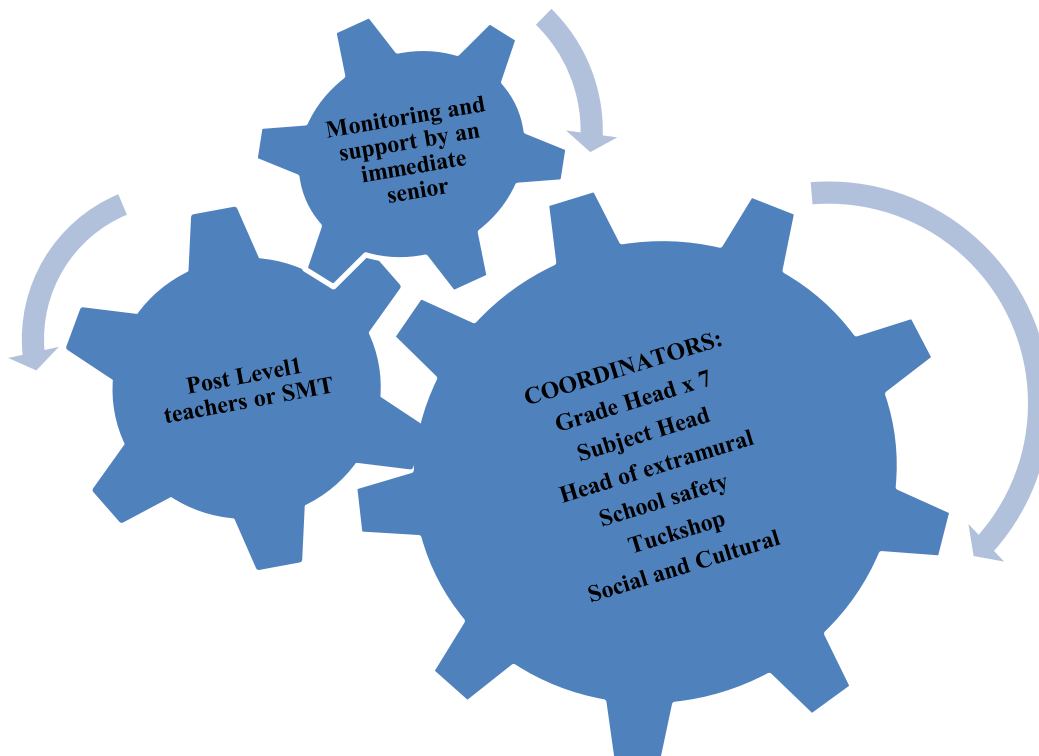 Monitoring and
support by an
immediate
senior
Post Level1
teachers or SMT
COORDINATORS:
Grade Head x 7
Subject Head
Head of extramural
School safety
Tuckshop
Social and Cultural